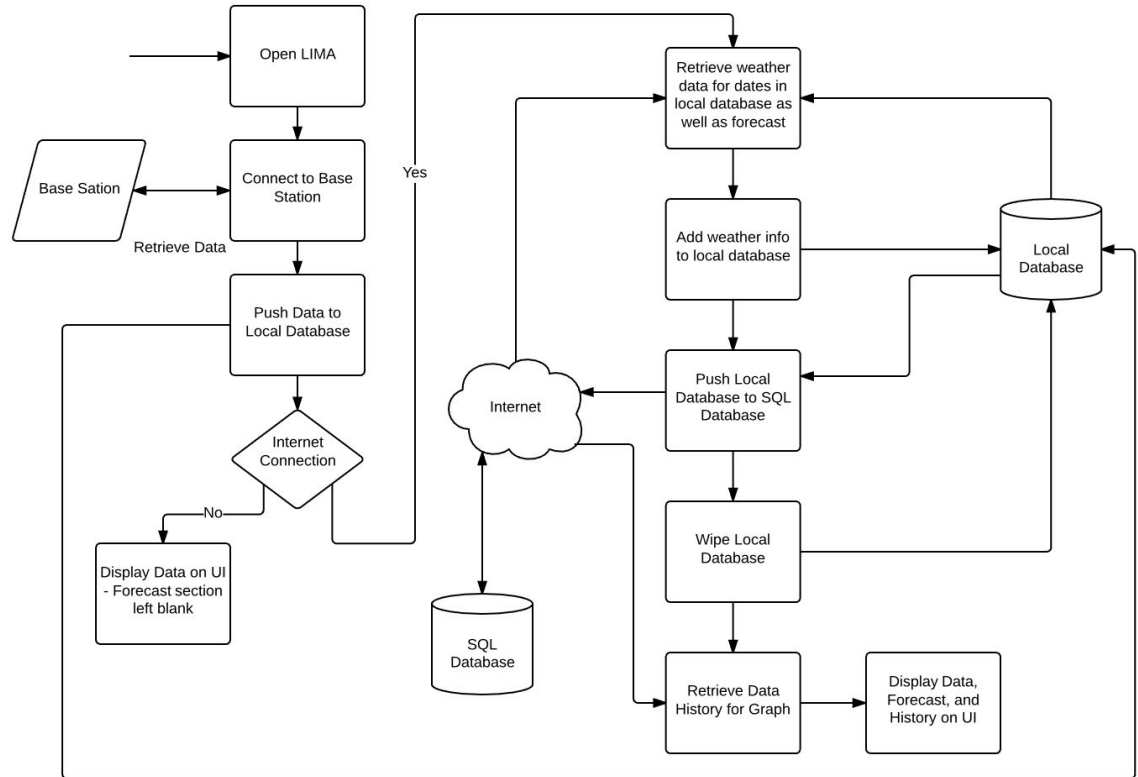 Open LIMA
Base Sation
Connect to Base
Station
Retrieve Data
Push Data to
Local Database
Internet
Connection
No
Display Data on UI
- Forecast section
left blank
Yes
Retrieve weather
data for dates in
local database as
well as forecast
Add weather info
to local database
Local
Database
Push Local
Database to SQL
Database
Internet
Wipe Local
Database
SQL
Database
Retrieve Data
History for Graph
Display Data,
Forecast, and
History on UI